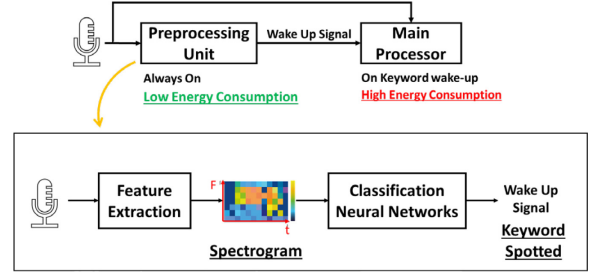 Preprocessing
Unit
Wake Up Signal
Main
Processor
Always On
Low Energy Consumption
On Keyword wake-up
High Energy Consumption
Feature
Extraction
F
t
Spectrogram
Classification
Neural Networks
Wake Up
Signal
Keyword
Spotted